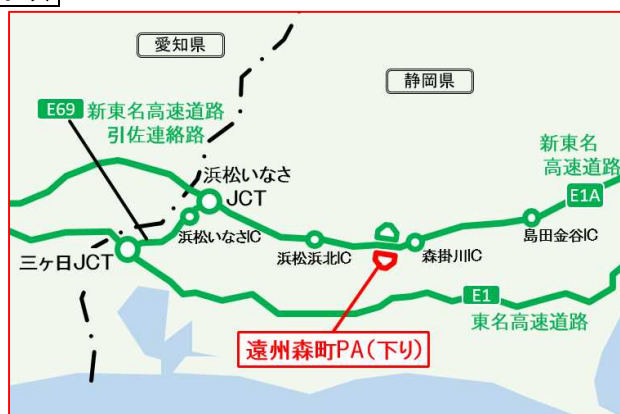 愛知県
静岡県
E69 新東名高速道路
引佐連絡路
新東名
高速道路
E1A
浜松いなさ
JCT
浜松いなさIC
浜松浜北IC
森掛川IC
島田金谷IC
三ヶ日JCT
E1
東名高速道路
遠州森町PA(下り)